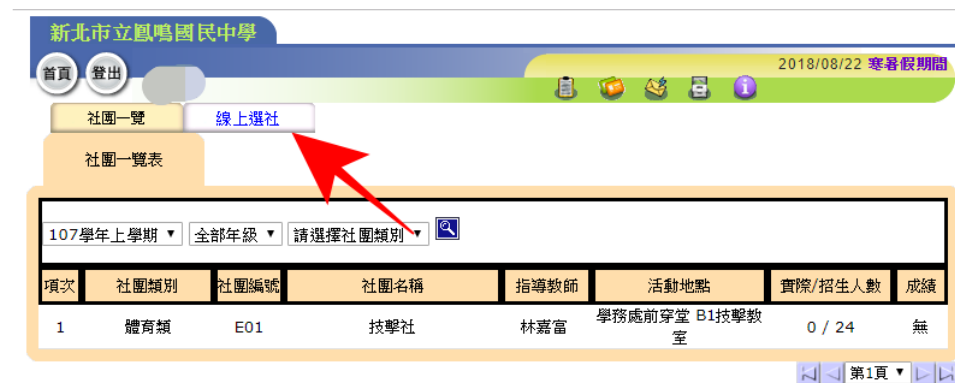 新北市立鳳鳴國民中學
首頁 登出
2018/08/22 寒暑假期間
社團一覽 線上選社
社團一覽表
107學年上學期 全部年級 請選擇社團類別
項次 社團類別 社團編號 社團名稱 指導教師 活動地點 實際/招生人數 成績
1 體育類 E01 技擊社 林嘉富 學務處前穿堂 B1技擊教
室 0 / 24 無
第1頁